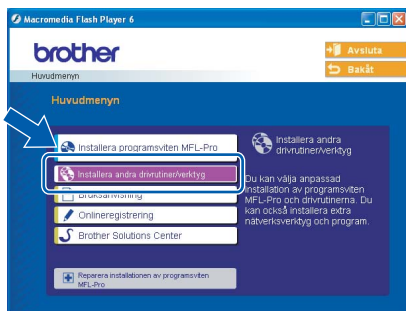 Macromedia Flash Player 6
brother
Avsluta
Bakåt
Huvudmenyn
Huvudmenyn
Installera programsviten MFL-Pro
Installera andra drivrutiner/verktyg
Bruksanvisning
Onlineregistrering
Brother Solutions Center
Reparera installationen av programsviten
MFL-Pro
Installera andra
drivrutiner/verktyg
Du kan välja anpassad
installation av programsviten
MFL-Pro och drivrutinerna. Du
kan också installera extra
nätverksverktyg och program.